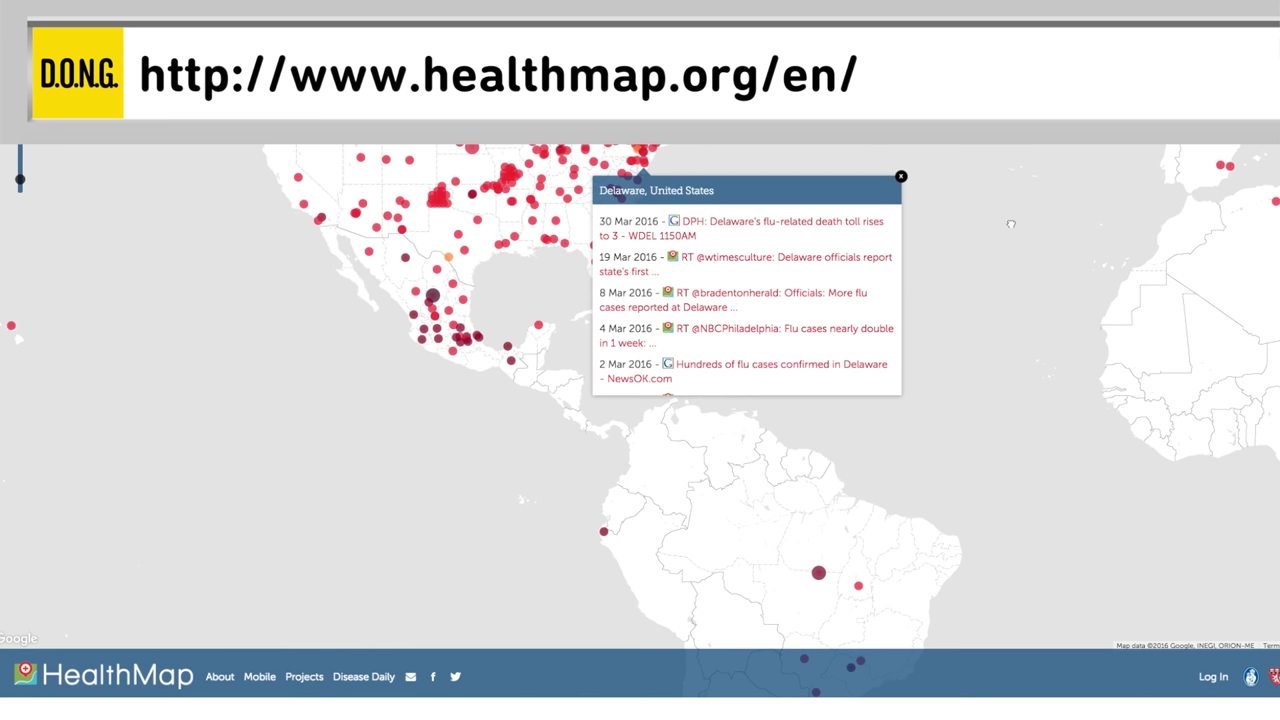 D.O.N.G.
http://www.healthmap.org/en/
x
Delaware, United States
30 Mar 2016 - G DPH: Delaware's flu-related death toll rises
to 3 - WDEL 1150AM
19 Mar 2016 - RT @wtimesculture: Delaware officials report
state's first ...
8 Mar 2016 - RT @bradentonherald: Officials: More flu
cases reported at Delaware ...
4 Mar 2016 - RT @NBCPhiladelphia: Flu cases nearly double
in 1 week: ...
2 Mar 2016 - G Hundreds of flu cases confirmed in Delaware
- NewsOK.com
Google
Map data ©2016 Google, INEGI, ORION-ME Term
HealthMap
About Mobile Projects Disease Daily f
Log In